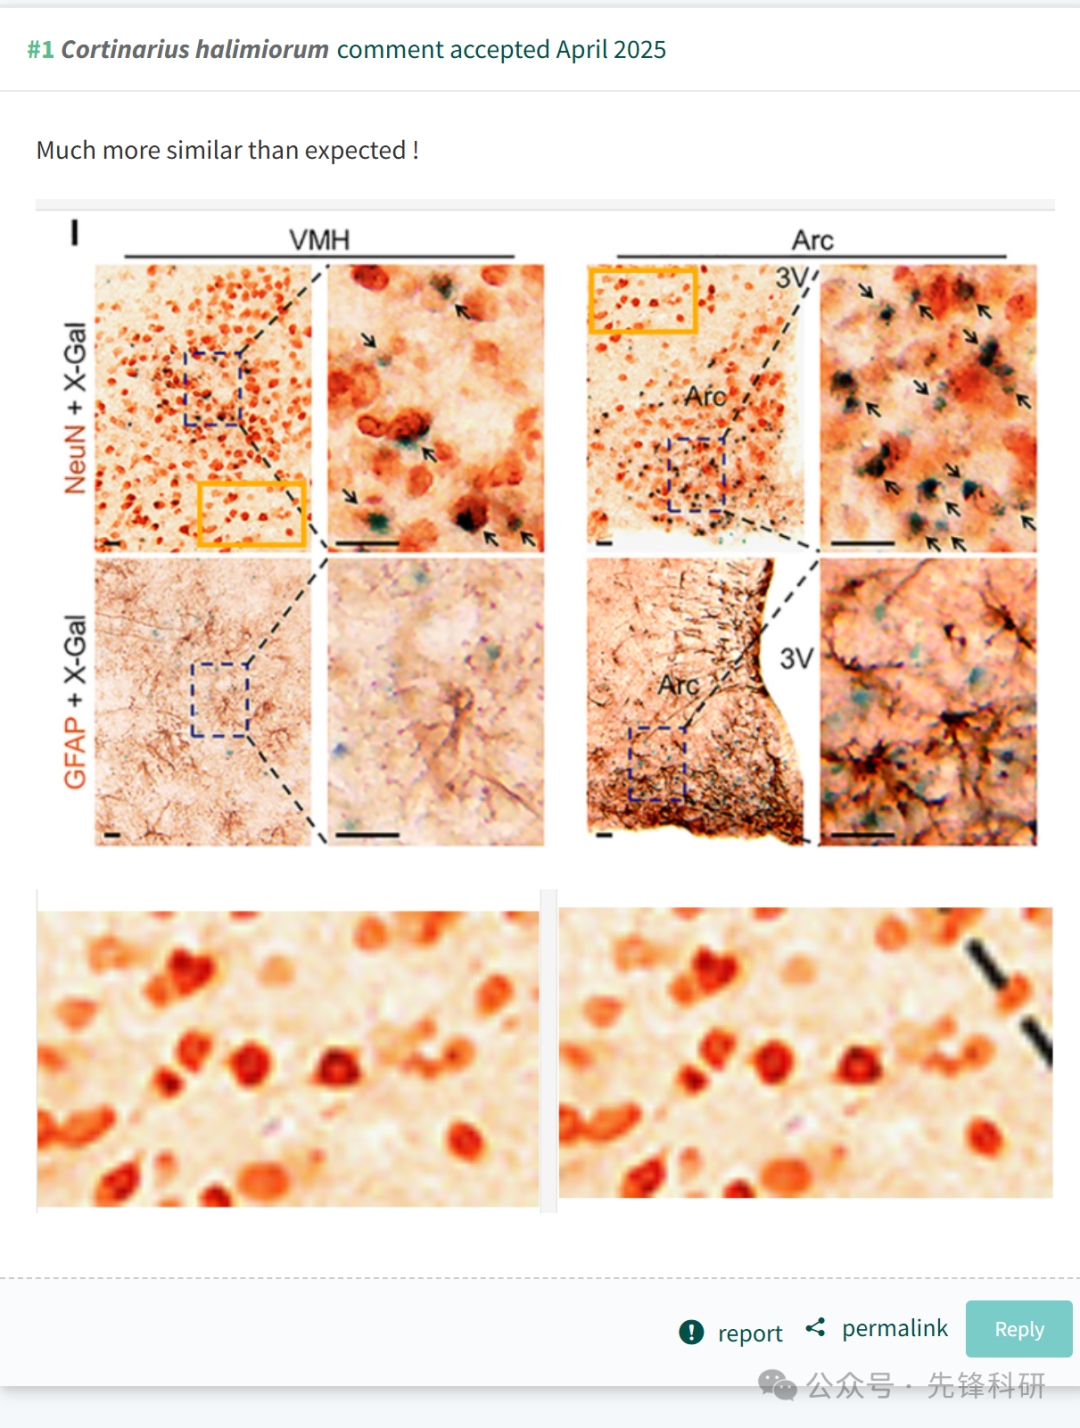 #1 Cortinarius halimiorum comment accepted April 2025
Much more similar than expected !
I
VMH
Arc
NeuN + X-Gal
3V
Arc
GFAP + X-Gal
Arc
3V
report
permalink
Reply
公众号 · 先锋科研